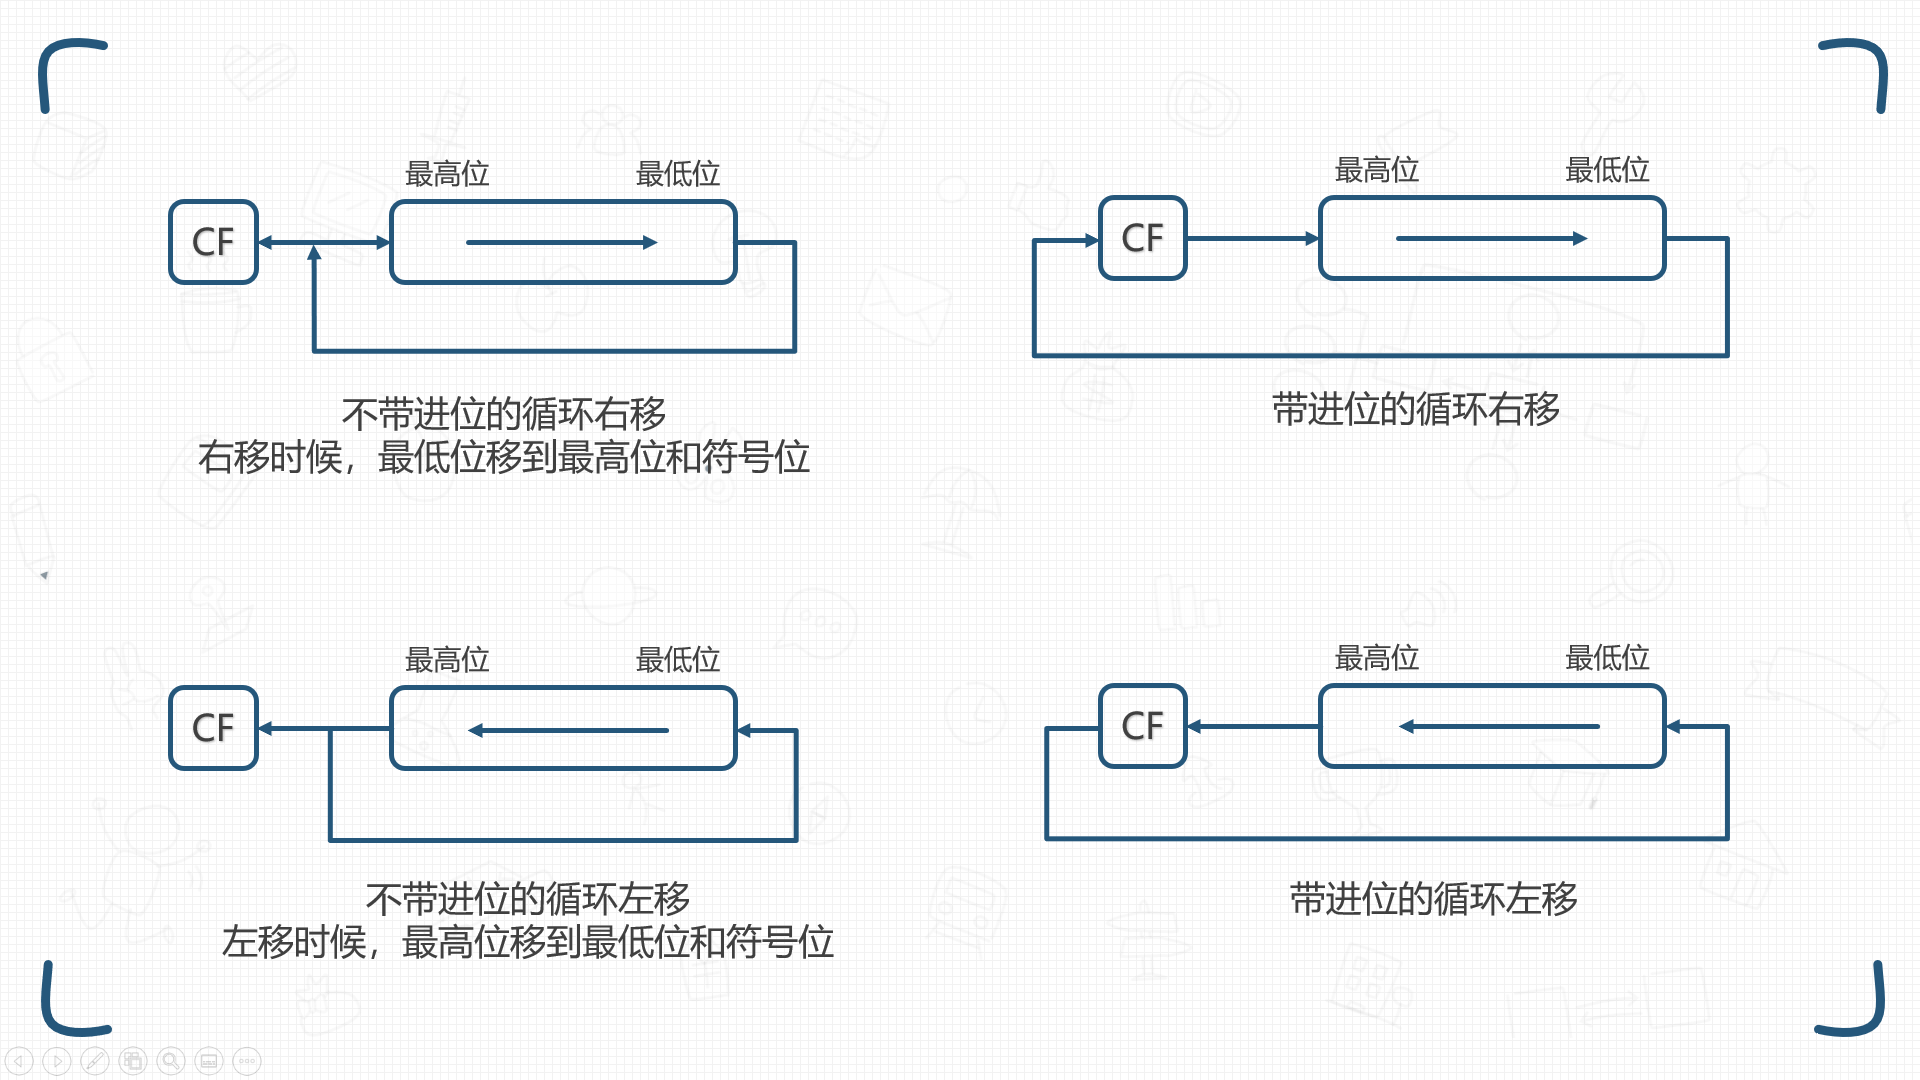 最高位 最低位
CF
不带进位的循环右移
右移时候，最低位移到最高位和符号位
最高位 最低位
CF
带进位的循环右移
最高位 最低位
CF
不带进位的循环左移
左移时候，最高位移到最低位和符号位
最高位 最低位
CF
带进位的循环左移